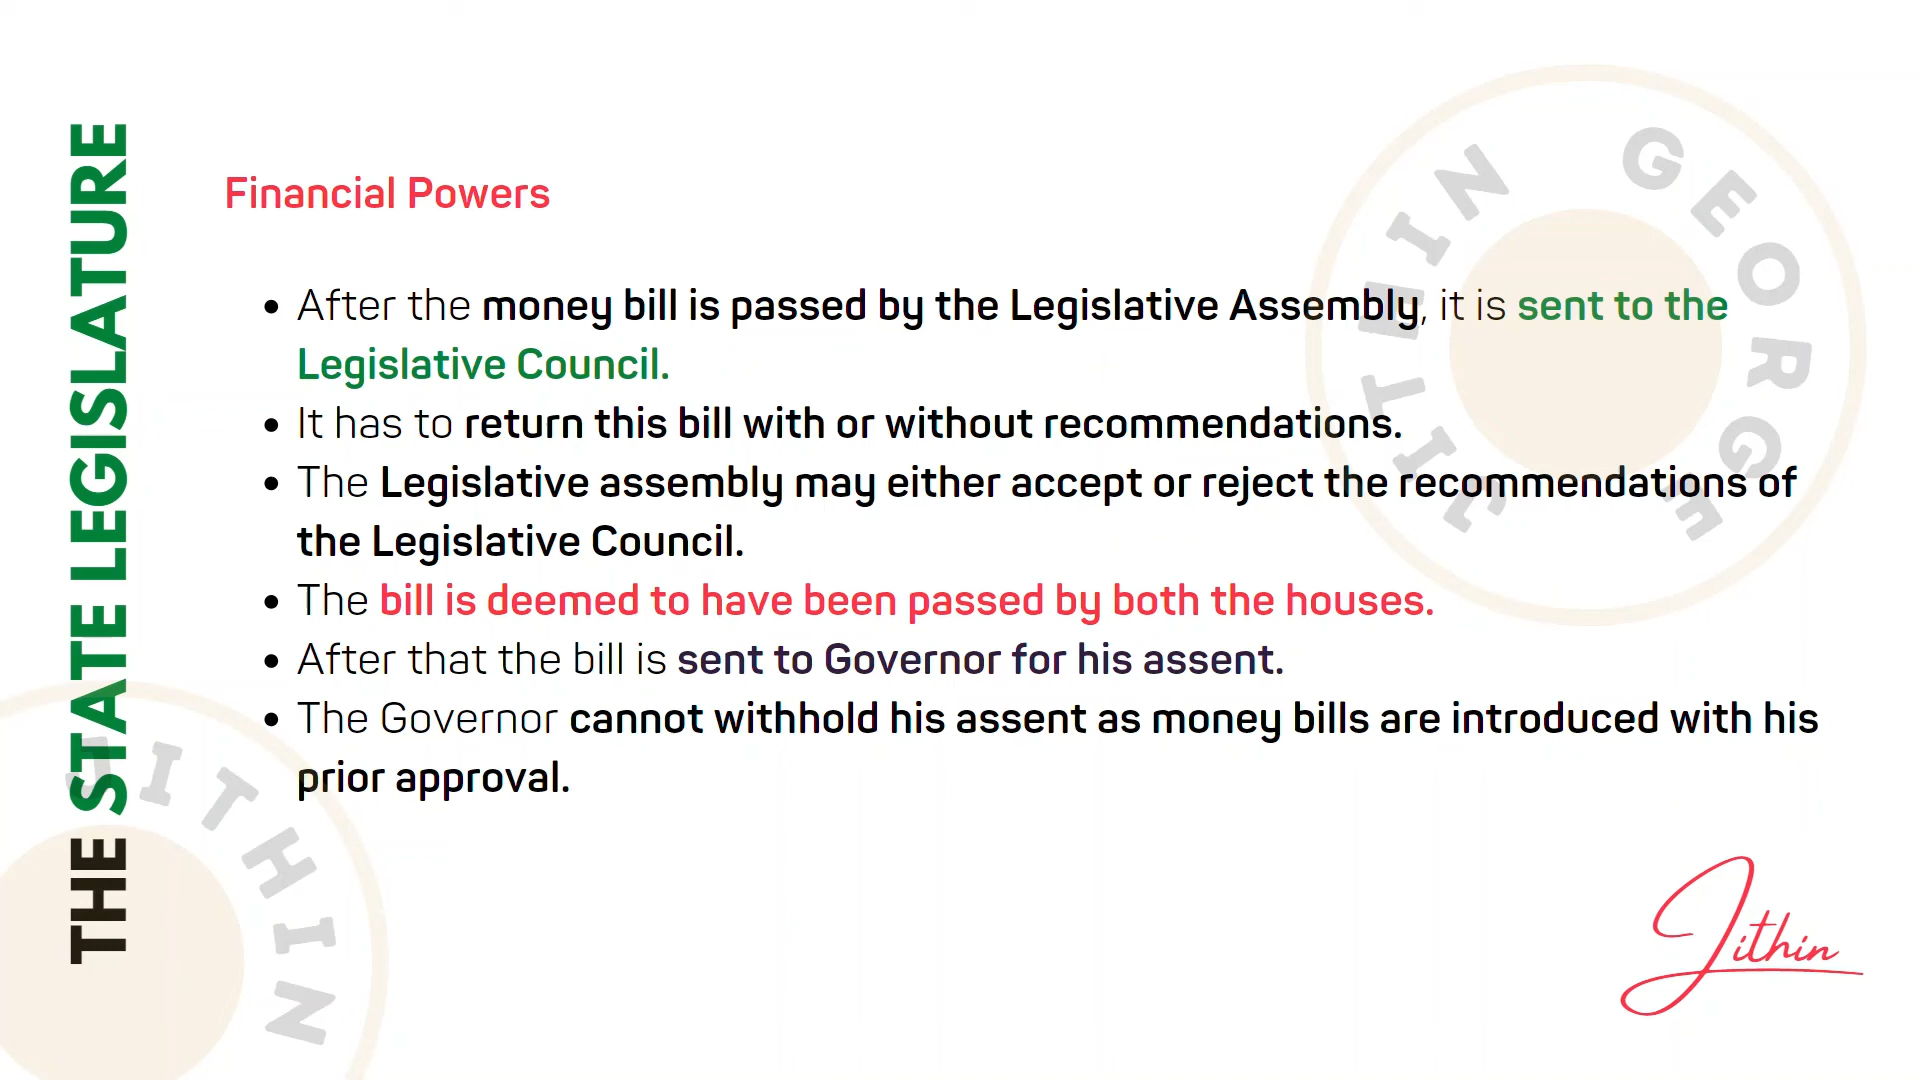 THE STATE LEGISLATURE
Financial Powers
• After the money bill is passed by the Legislative Assembly, it is sent to the
Legislative Council.
• It has to return this bill with or without recommendations.
• The Legislative assembly may either accept or reject the recommendations of
the Legislative Council.
• The bill is deemed to have been passed by both the houses.
• After that the bill is sent to Governor for his assent.
• The Governor cannot withhold his assent as money bills are introduced with his
prior approval.
JITHIN GEORGE
JITHIN
Jithin